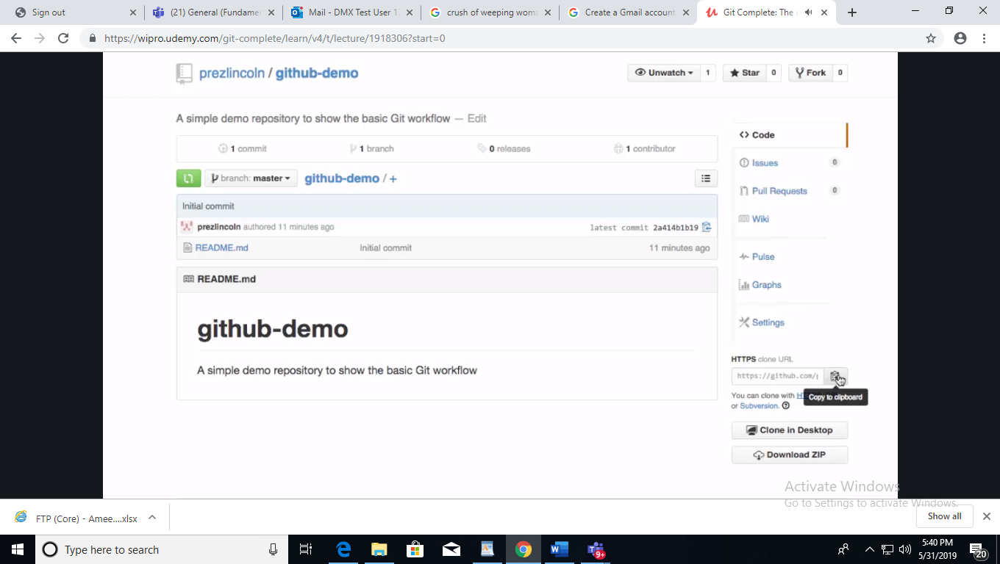 Sign out
(21) General (Fundamer
Mail - DMX Test User 1
crush of weeping woma
Create a Gmail account
Git Complete: The c
https://wipro.udemy.com/git-complete/learn/v4/t/lecture/1918306?start=0
prezlincoln / github-demo
Unwatch 1
Star 0
Fork 0
A simple demo repository to show the basic Git workflow — Edit
1 commit
1 branch
0 releases
1 contributor
branch: master
github-demo / +
Initial commit
prezlincoln authored 11 minutes ago
latest commit 2a414b1b19
README.md
Initial commit
11 minutes ago
README.md
github-demo
A simple demo repository to show the basic Git workflow
Code
Issues 0
Pull Requests 0
Wiki
Pulse
Graphs
Settings
HTTPS clone URL
https://github.com/p
You can clone with
Copy to clipboard
or Subversion.
Clone in Desktop
Download ZIP
Activate Windows
Go to Settings to activate Windows.
FTP (Core) - Amee....xlsx
Show all
Type here to search
9+
5:40 PM
5/31/2019
20